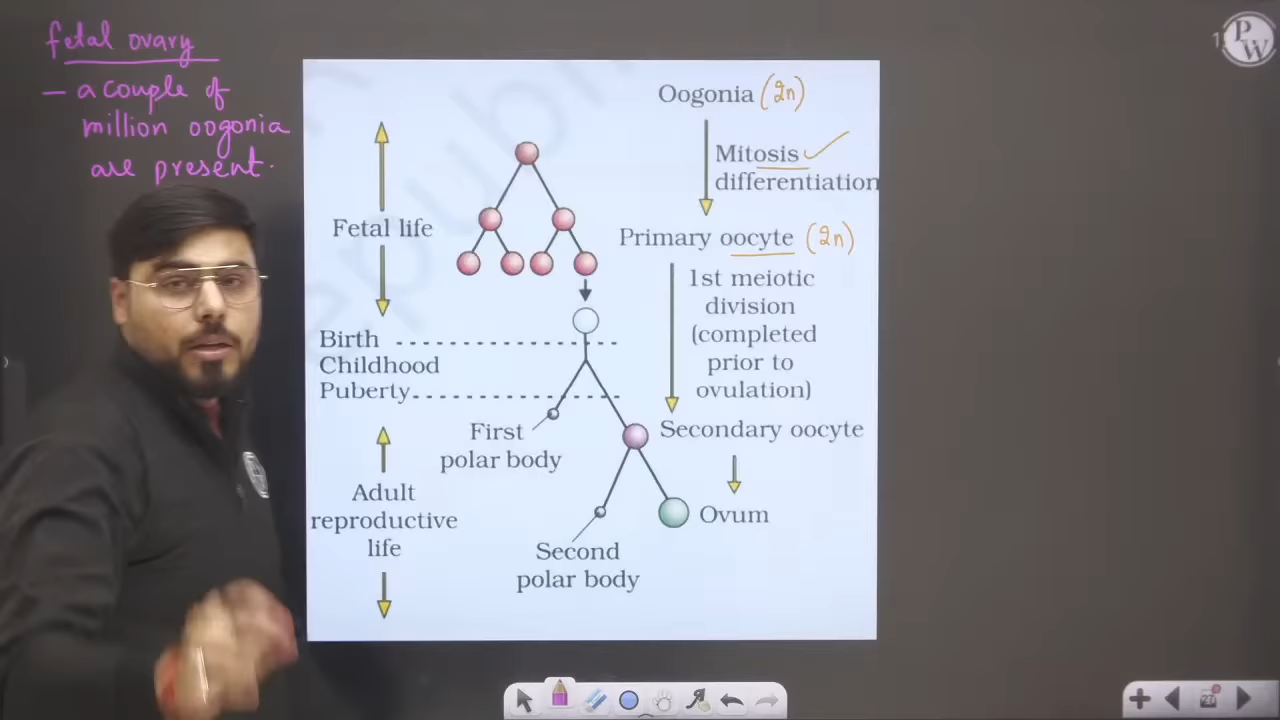 fetal ovary
– a couple of
million oogonia
are present.
PW
Oogonia (2n)
Mitosis ✓
differentiation
Fetal life
Primary oocyte (2n)
1st meiotic
division
(completed
prior to
ovulation)
Birth
Childhood
Puberty
First
polar body
Secondary oocyte
Adult
reproductive
life
Ovum
Second
polar body